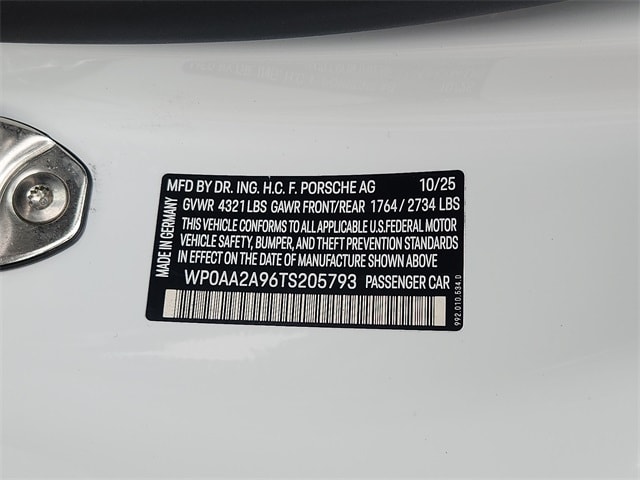 MFD BY DR. ING. H.C. F. PORSCHE AG 10/25
GVWR 4321 LBS GAWR FRONT/REAR 1764 / 2734 LBS
THIS VEHICLE CONFORMS TO ALL APPLICABLE U.S.FEDERAL MOTOR
VEHICLE SAFETY, BUMPER, AND THEFT PREVENTION STANDARDS
IN EFFECT ON THE DATE OF MANUFACTURE SHOWN ABOVE
WP0AA2A96TS205793 PASSENGER CAR
MADE IN GERMANY
992.010.534.D